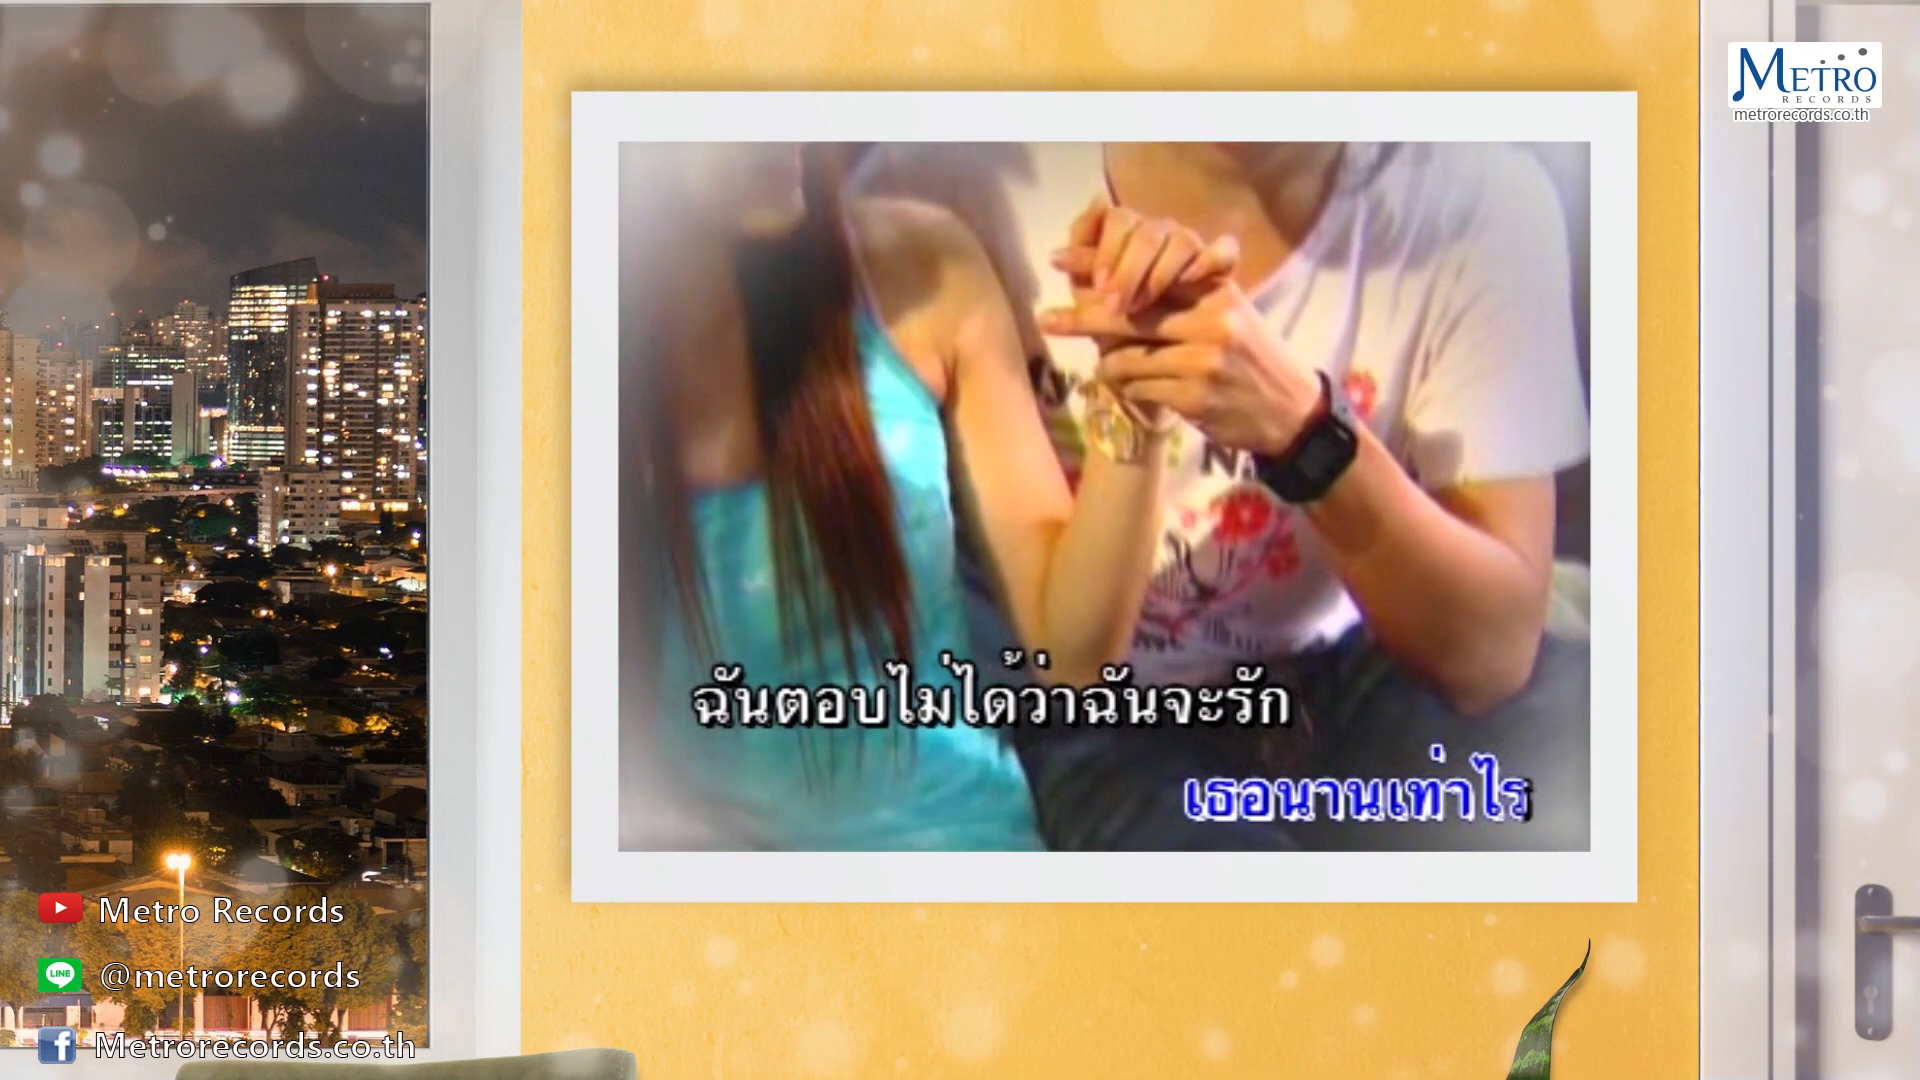 METRO
RECORDS
metrorecords.co.th
ฉันตอบไม่ได้ว่าฉันจะรัก
เธอนานเท่าไร
Metro Records
LINE
@metrorecords
f
Metrorecords.co.th